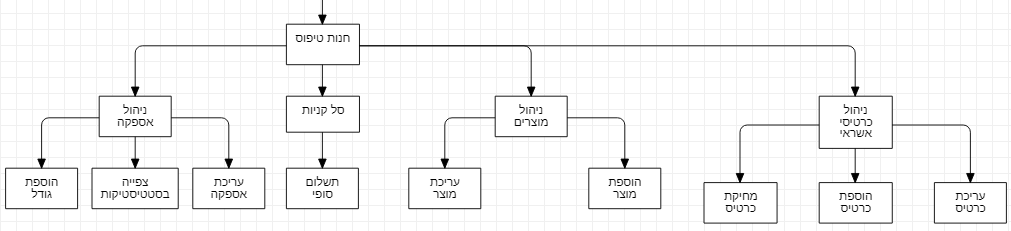 חנות טיפוס
ניהול
כרטיסי
אשראי
ניהול
מוצרים
סל קניות
ניהול
אספקה
עריכת
כרטיס
הוספת
כרטיס
מחיקת
כרטיס
הוספת
מוצר
עריכת
מוצר
תשלום
סופי
עריכת
אספקה
צפייה
בסטטיסטיקות
הוספת
גודל